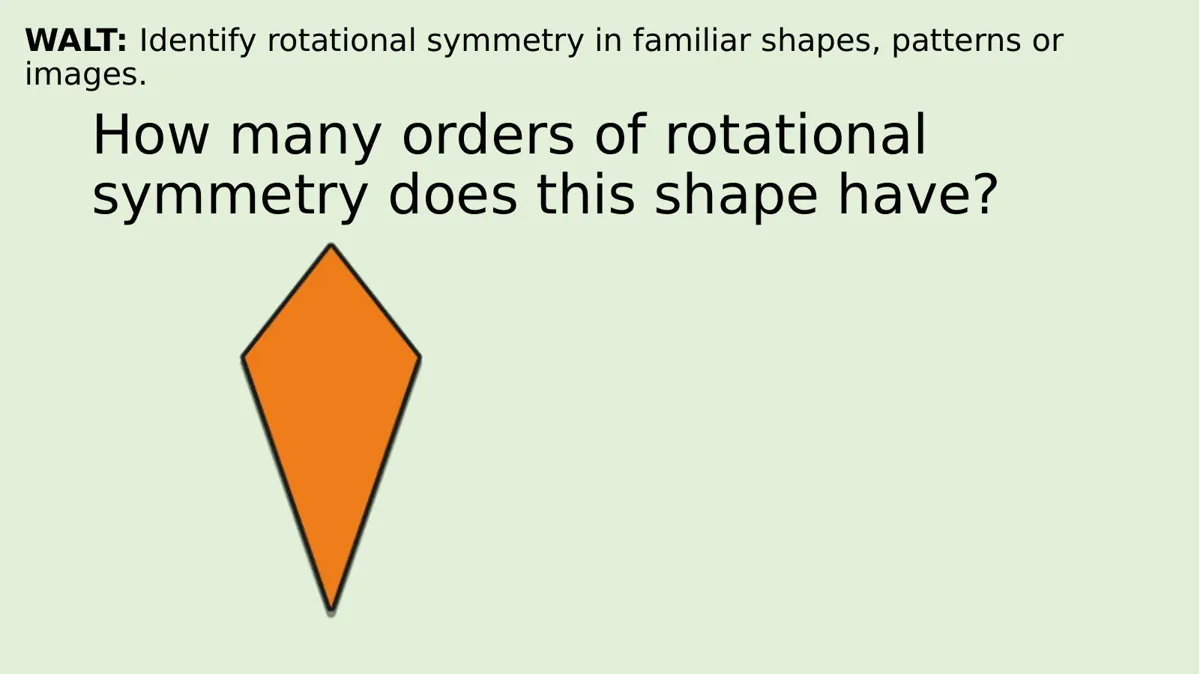 WALT: Identify rotational symmetry in familiar shapes, patterns or
images.
How many orders of rotational
symmetry does this shape have?